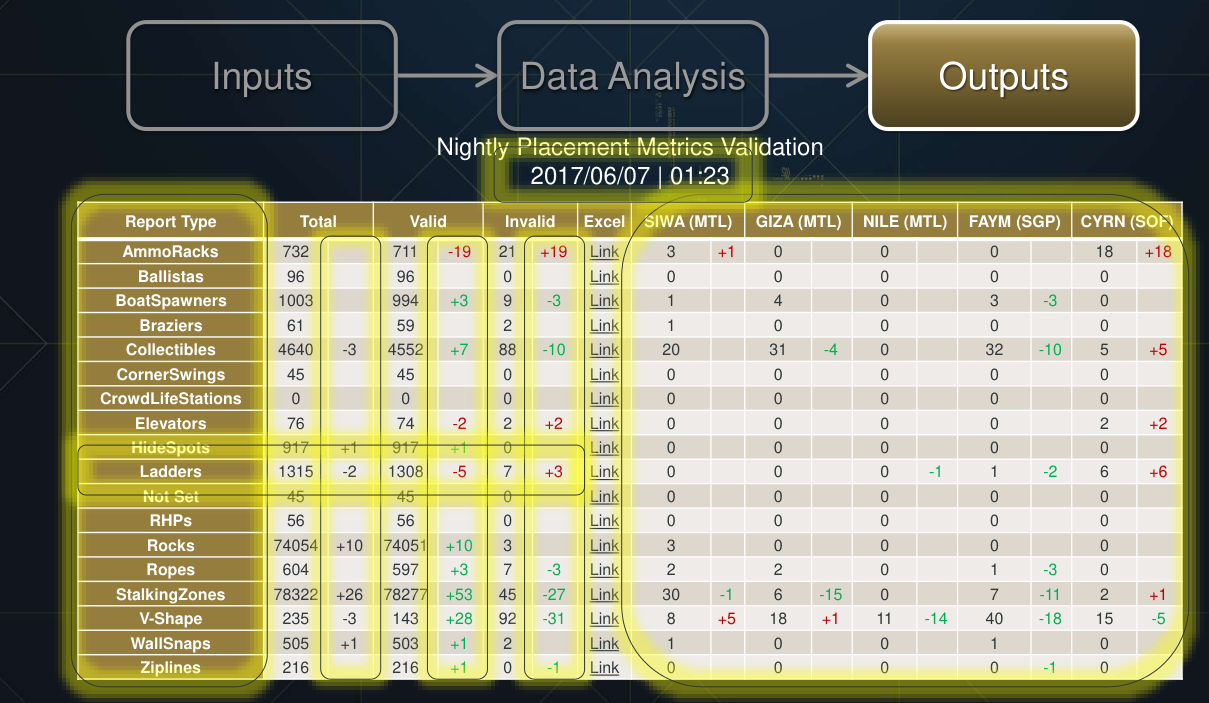 Inputs Data Analysis Outputs
Nightly Placement Metrics Validation
2017/06/07 | 01:23
Report Type Total Valid Invalid Excel SIWA (MTL) GIZA (MTL) NILE (MTL) FAYM (SGP) CYRN (SOF)
AmmoRacks 732 711 -19 21 +19 Link 3 +1 0 0 0 18 +18
Ballistas 96 96 0 Link 0 0 0 0 0
BoatSpawners 1003 994 +3 9 -3 Link 1 4 0 3 -3 0
Braziers 61 59 2 Link 1 0 0 0 0
Collectibles 4640 -3 4552 +7 88 -10 Link 20 31 -4 0 32 -10 5 +5
CornerSwings 45 45 0 Link 0 0 0 0 0
CrowdLifeStations 0 0 0 Link 0 0 0 0 0
Elevators 76 74 -2 2 +2 Link 0 0 0 0 2 +2
HideSpots 917 +1 917 +1 0 Link 0 0 0 0 0
Ladders 1315 -2 1308 -5 7 +3 Link 0 0 0 -1 1 -2 6 +6
Not Set 45 45 0 Link 0 0 0 0 0
RHPs 56 56 0 Link 0 0 0 0 0
Rocks 74054 +10 74051 +10 3 Link 3 0 0 0 0
Ropes 604 597 +3 7 -3 Link 2 2 0 1 -3 0
StalkingZones 78322 +26 78277 +53 45 -27 Link 30 -1 6 -15 0 7 -11 2 +1
V-Shape 235 -3 143 +28 92 -31 Link 8 +5 18 +1 11 -14 40 -18 15 -5
WallSnaps 505 +1 503 +1 2 Link 1 0 0 1 0
Ziplines 216 216 +1 0 -1 Link 0 0 0 0 -1 0